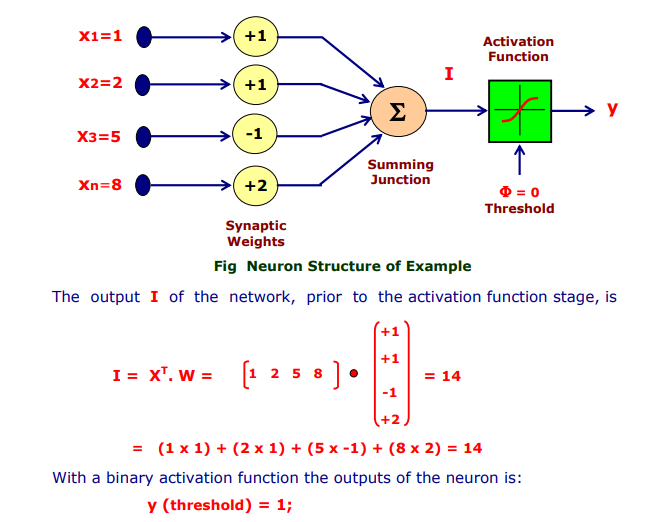 X1=1
+1
X2=2
+1
X3=5
-1
Xn=8
+2
Synaptic
Weights
Σ
Summing
Junction
I
Activation
Function
y
Φ = 0
Threshold
Fig Neuron Structure of Example
The output I of the network, prior to the activation function stage, is
I = Xᵀ. W = [1 2 5 8] • (+1 +1 -1 +2) = 14
= (1 x 1) + (2 x 1) + (5 x -1) + (8 x 2) = 14
With a binary activation function the outputs of the neuron is:
y (threshold) = 1;